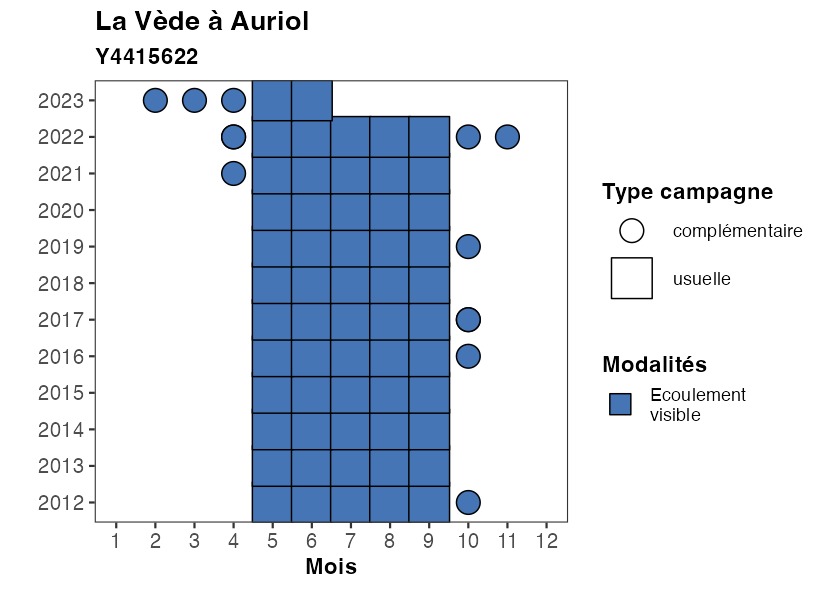 La Vède à Auriol
Y4415622
2023
2022
2021
2020
2019
2018
2017
2016
2015
2014
2013
2012
1 2 3 4 5 6 7 8 9 10 11 12
Mois
Type campagne
complémentaire
usuelle
Modalités
Ecoulement
visible